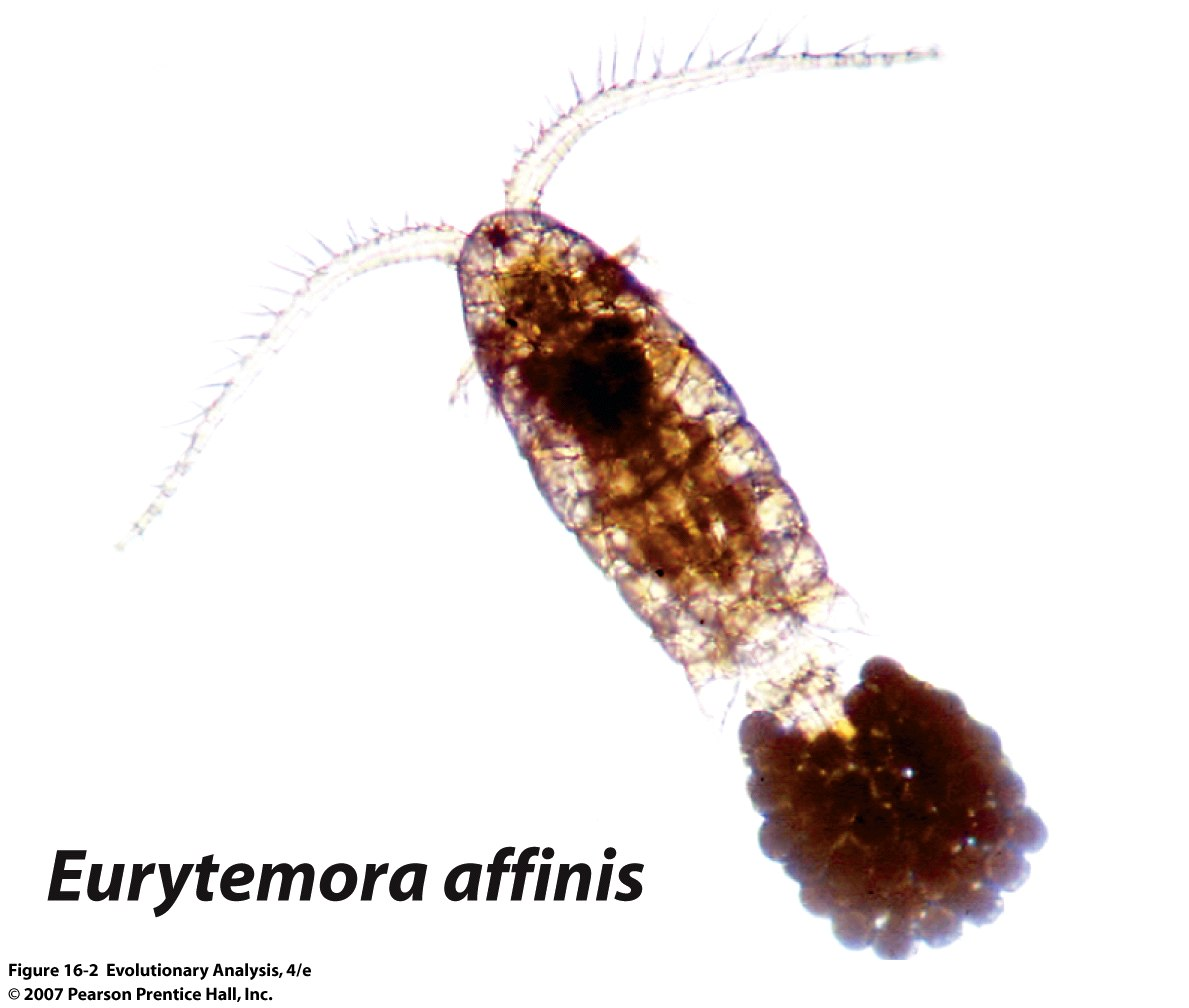 Eurytemora affinis
Figure 16-2 Evolutionary Analysis, 4/e
© 2007 Pearson Prentice Hall, Inc.